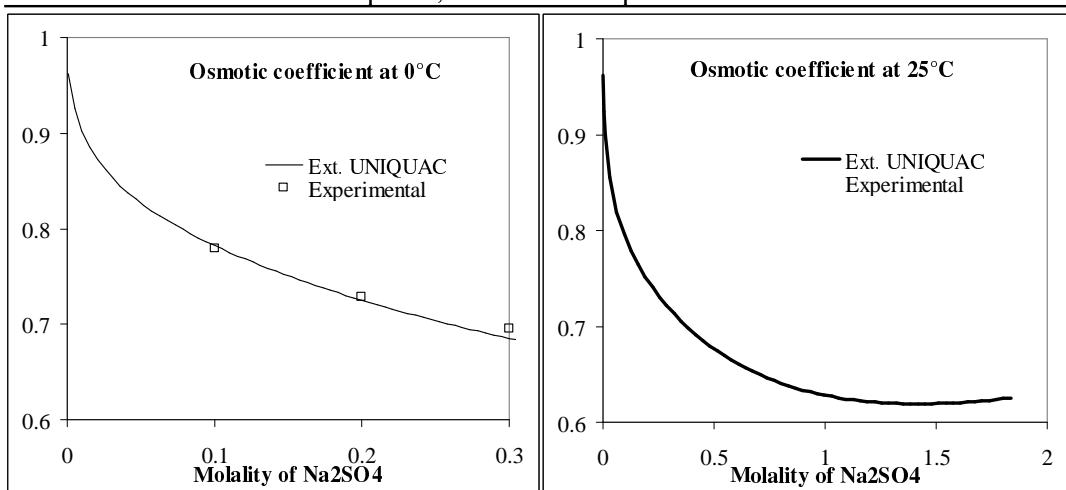 1
0.9
0.8
0.7
0.6
Osmotic coefficient at 0°C
Ext. UNIQUAC
Experimental
0
0.1
0.2
0.3
Molality of Na2SO4
1
0.9
0.8
0.7
0.6
Osmotic coefficient at 25°C
Ext. UNIQUAC
Experimental
0
0.5
1
1.5
2
Molality of Na2SO4